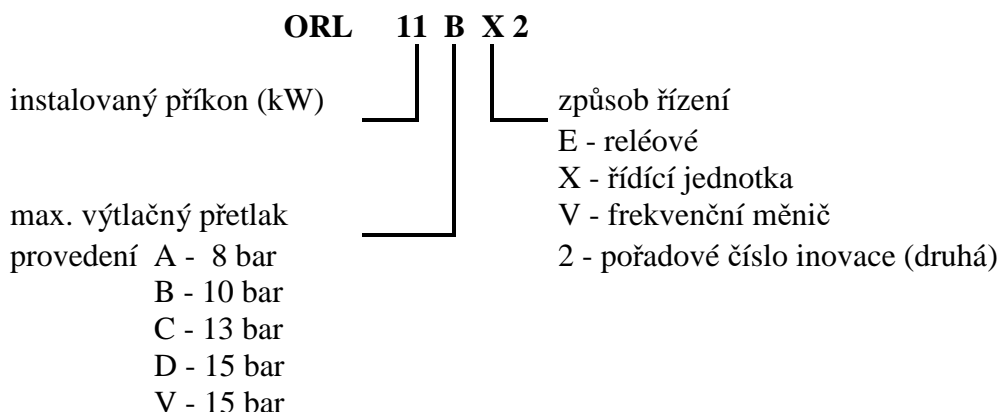 ORL 11 B X 2
instalovaný příkon (kW)
způsob řízení
E - reléové
X - řídící jednotka
V - frekvenční měnič
2 - pořadové číslo inovace (druhá)
max. výtlačný přetlak
provedení A - 8 bar
B - 10 bar
C - 13 bar
D - 15 bar
V - 15 bar